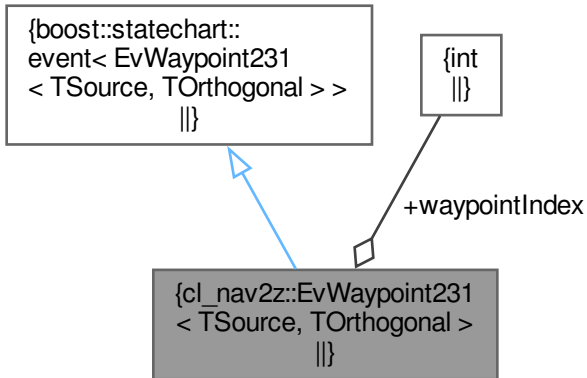 {boost::statechart::
event< EvWaypoint231
< TSource, TOrthogonal > >
||}
{int
||}
+waypointIndex
{cl_nav2z::EvWaypoint231
< TSource, TOrthogonal >
||}